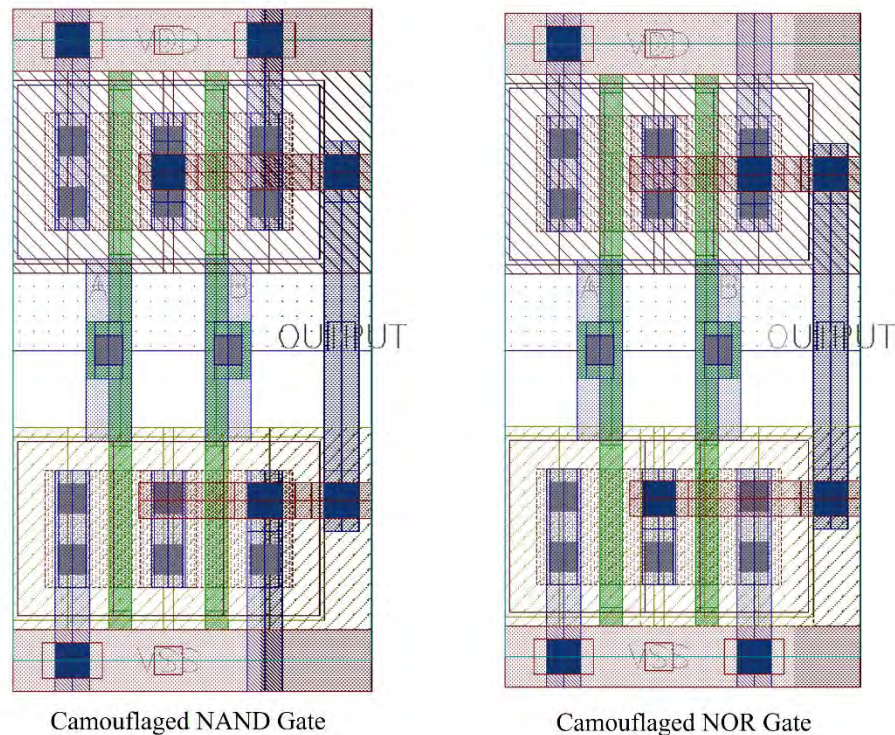 VDD VDD
A B A B
OUTPUT OUTPUT
VSS VSS
Camouflaged NAND Gate Camouflaged NOR Gate